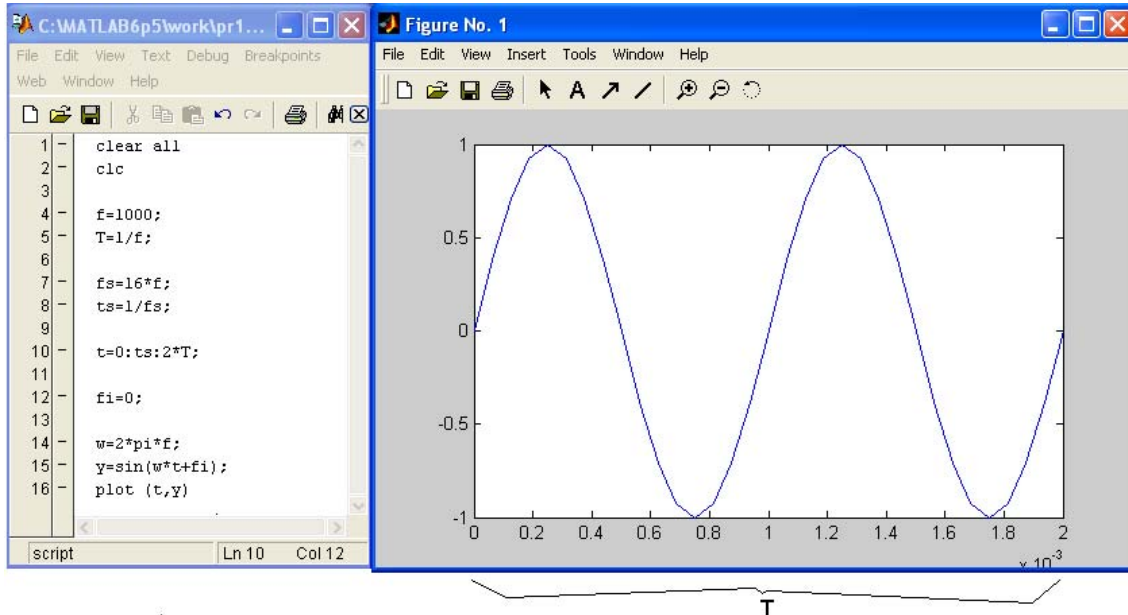 C:\MATLAB6p5\work\pr1...
File Edit View Text Debug Breakpoints
Web Window Help
1 - clear all
2 - clc
3
4 - f=1000;
5 - T=1/f;
6
7 - fs=16*f;
8 - ts=1/fs;
9
10 - t=0:ts:2*T;
11
12 - fi=0;
13
14 - w=2*pi*f;
15 - y=sin(w*t+fi);
16 - plot (t,y)
script Ln 10 Col 12
Figure No. 1
File Edit View Insert Tools Window Help
A
1
0.5
0
-0.5
-1
0 0.2 0.4 0.6 0.8 1 1.2 1.4 1.6 1.8 2
x 10-3
T